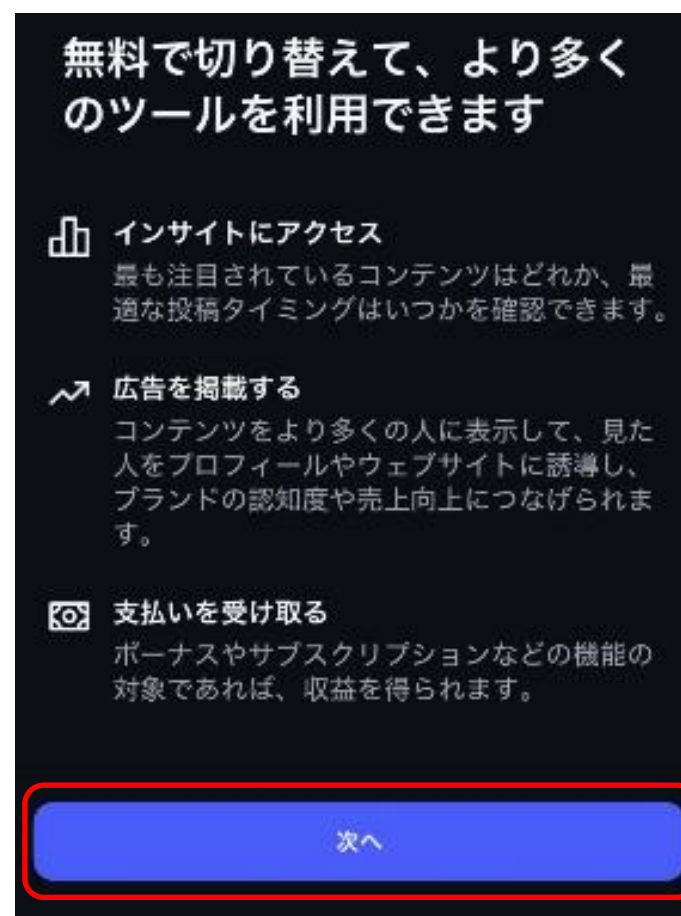 無料で切り替えて、より多く
のツールを利用できます
インサイトにアクセス
最も注目されているコンテンツはどれか、最
適な投稿タイミングはいつかを確認できます。
広告を掲載する
コンテンツをより多くの人に表示して、見た
人をプロフィールやウェブサイトに誘導し、
ブランドの認知度や売上向上につなげられま
す。
支払いを受け取る
ボーナスやサブスクリプションなどの機能の
対象であれば、収益を得られます。
次へ